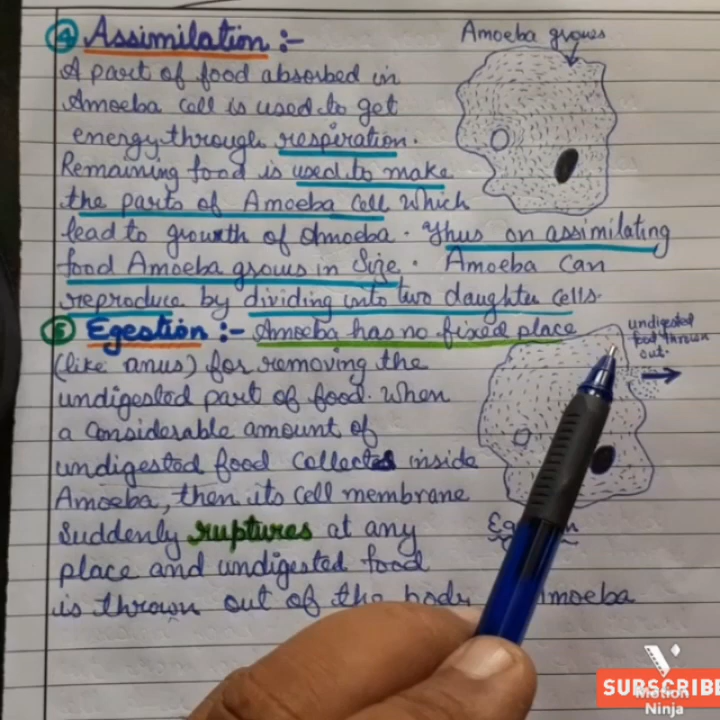 4 Assimilation :-
Amoeba grows
A part of food absorbed in
Amoeba cell is used to get
energy through respiration.
Remaining food is used to make
the parts of Amoeba cell which
lead to growth of Amoeba. Thus on assimilating
food Amoeba grows in size. Amoeba can
reproduce by dividing into two daughter cells.
5 Egestion :- Amoeba has no fixed place
(like anus) for removing the
undigested part of food. When
a considerable amount of
undigested food collects inside
Amoeba, then its cell membrane
suddenly ruptures at any
place and undigested food
is thrown out of the body Amoeba
undigested
food thrown
out.
SUBSCRIBE
Motion
Ninja